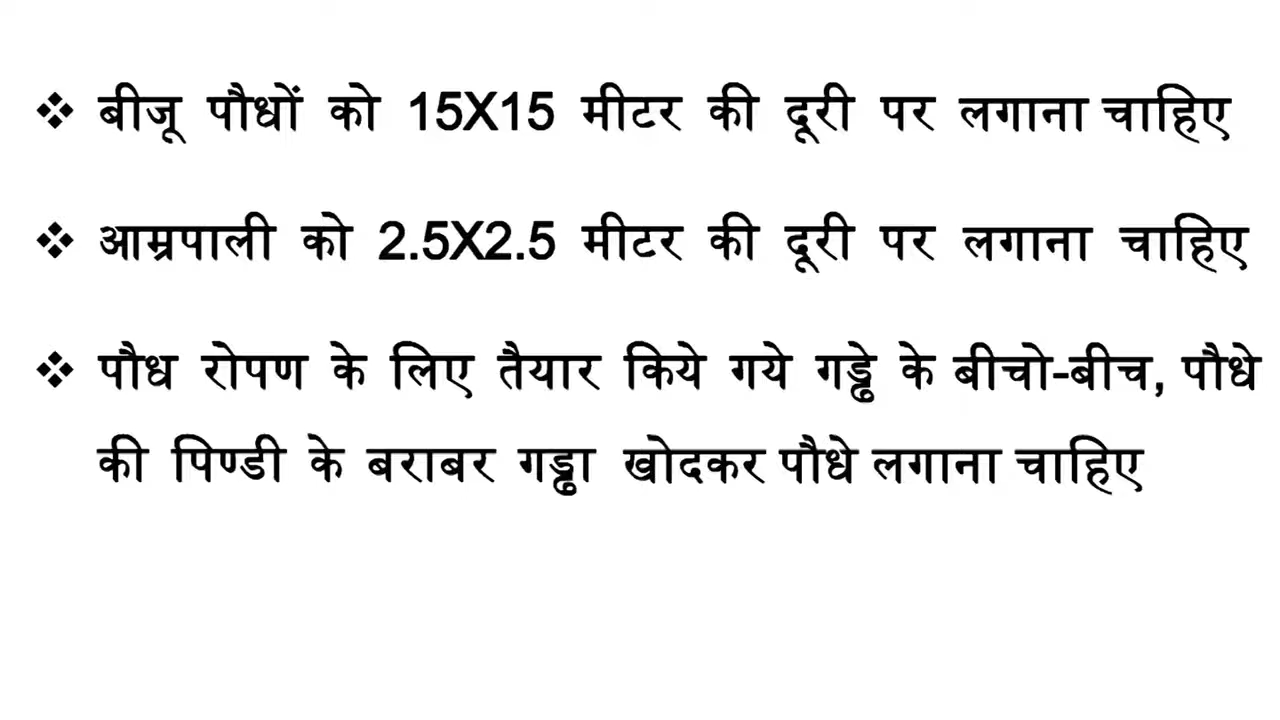 ❖ बीजू पौधों को 15X15 मीटर की दूरी पर लगाना चाहिए
❖ आम्रपाली को 2.5X2.5 मीटर की दूरी पर लगाना चाहिए
❖ पौध रोपण के लिए तैयार किये गये गड्ढे के बीचो-बीच, पौधे
की पिण्डी के बराबर गड्ढा खोदकर पौधे लगाना चाहिए